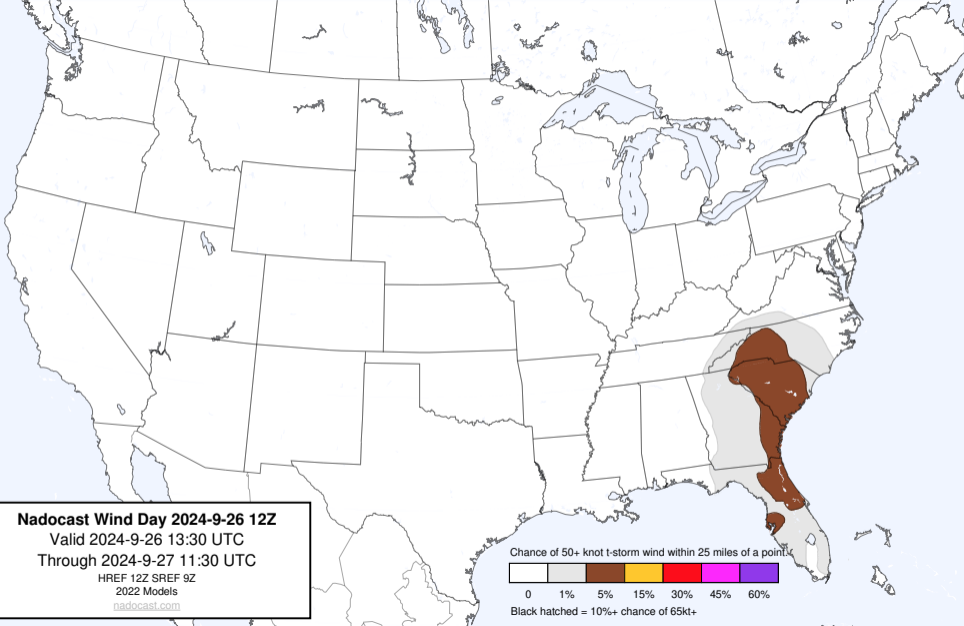 Nadocast Wind Day 2024-9-26 12Z
Valid 2024-9-26 13:30 UTC
Through 2024-9-27 11:30 UTC
HREF 12Z SREF 9Z
2022 Models
nadocast.com
Chance of 50+ knot t-storm wind within 25 miles of a point.
0 1% 5% 15% 30% 45% 60%
Black hatched = 10%+ chance of 65kt+